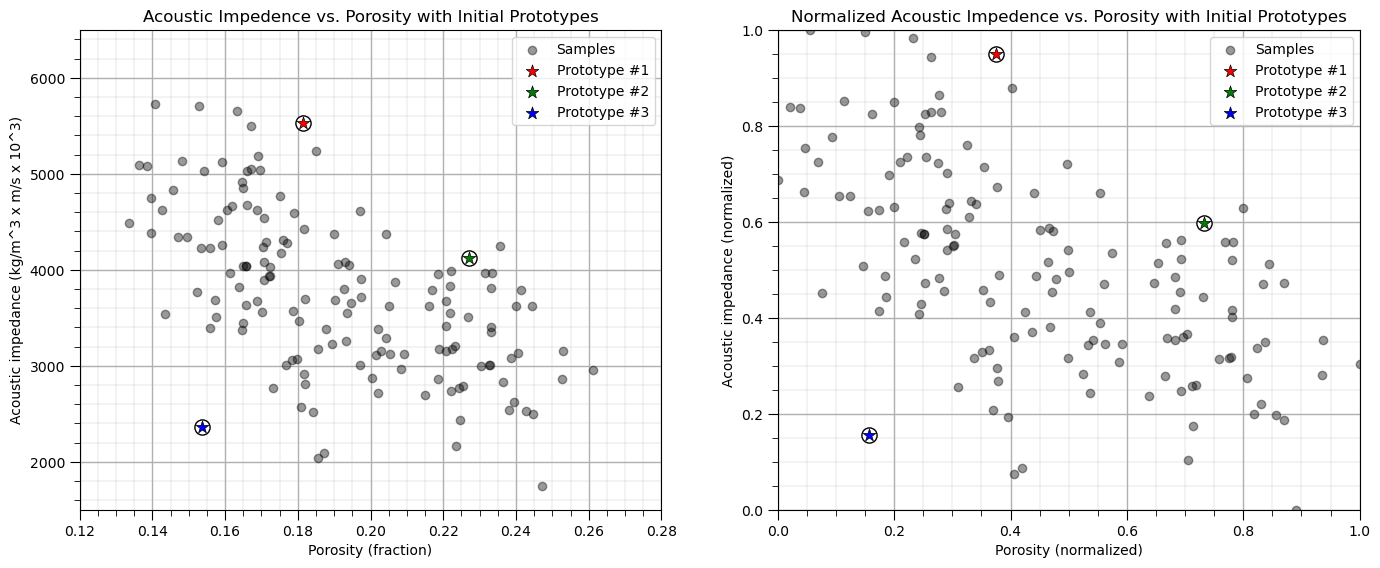 Acoustic Impedence vs. Porosity with Initial Prototypes
Samples
Prototype #1
Prototype #2
Prototype #3
6000
5000
4000
3000
2000
Acoustic impedance (kg/m^3 x m/s x 10^3)
0.12 0.14 0.16 0.18 0.20 0.22 0.24 0.26 0.28
Porosity (fraction)
Normalized Acoustic Impedence vs. Porosity with Initial Prototypes
Samples
Prototype #1
Prototype #2
Prototype #3
1.0
0.8
0.6
0.4
0.2
0.0
Acoustic impedance (normalized)
0.0 0.2 0.4 0.6 0.8 1.0
Porosity (normalized)